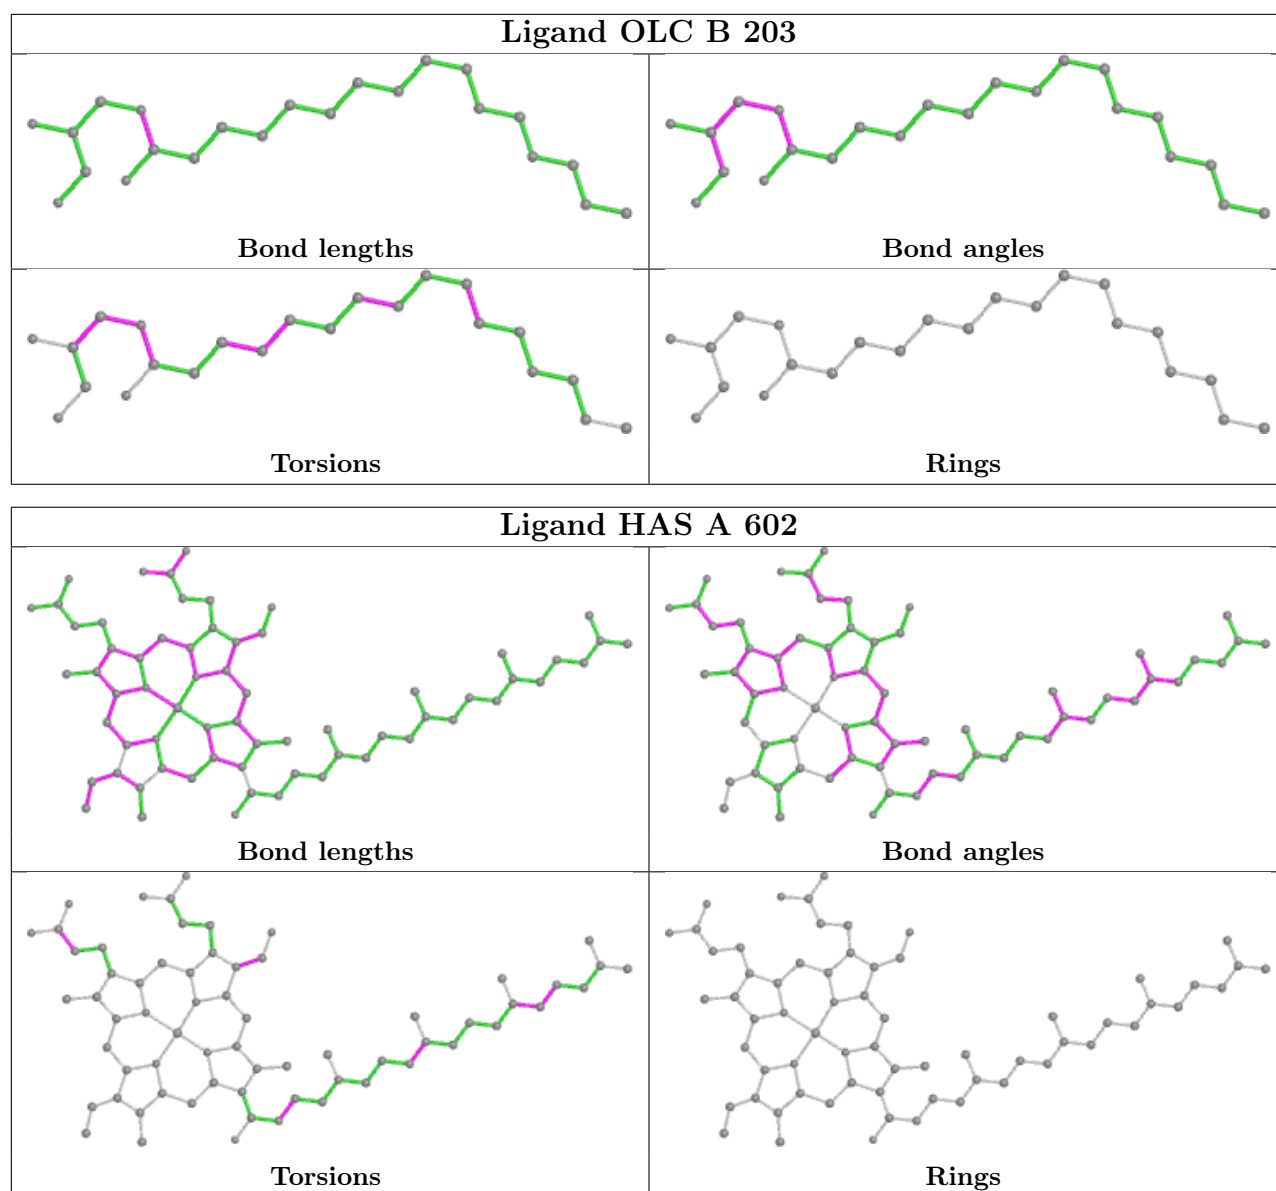 Ligand OLC B 203
Bond lengths
Bond angles
Torsions
Rings
Ligand HAS A 602
Bond lengths
Bond angles
Torsions
Rings